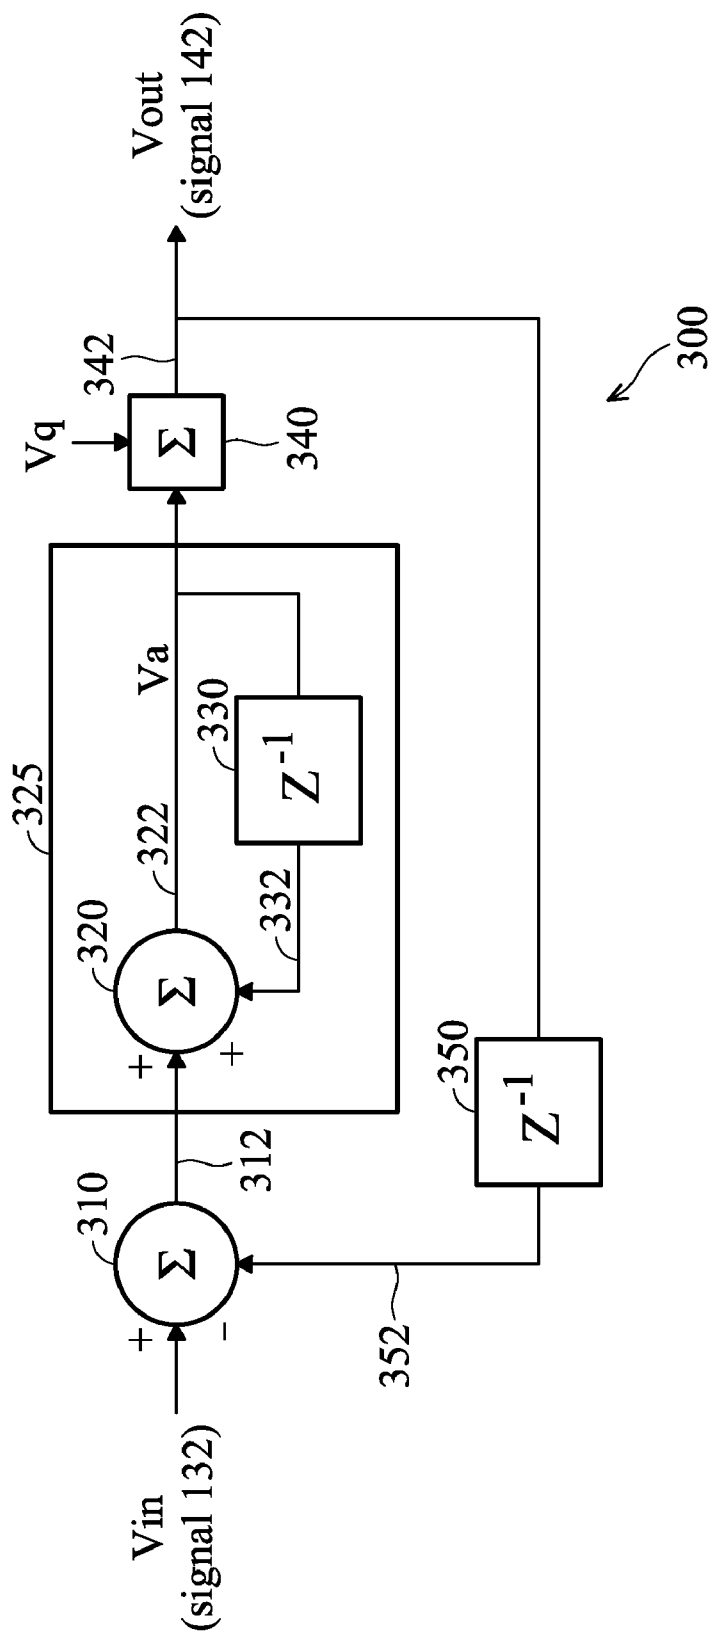 Vin
(signal 132)
+
-
310
Σ
312
352
325
+
+
320
Σ
322
332
Va
330
Z⁻¹
350
Z⁻¹
Vq
Σ
340
342
Vout
(signal 142)
300